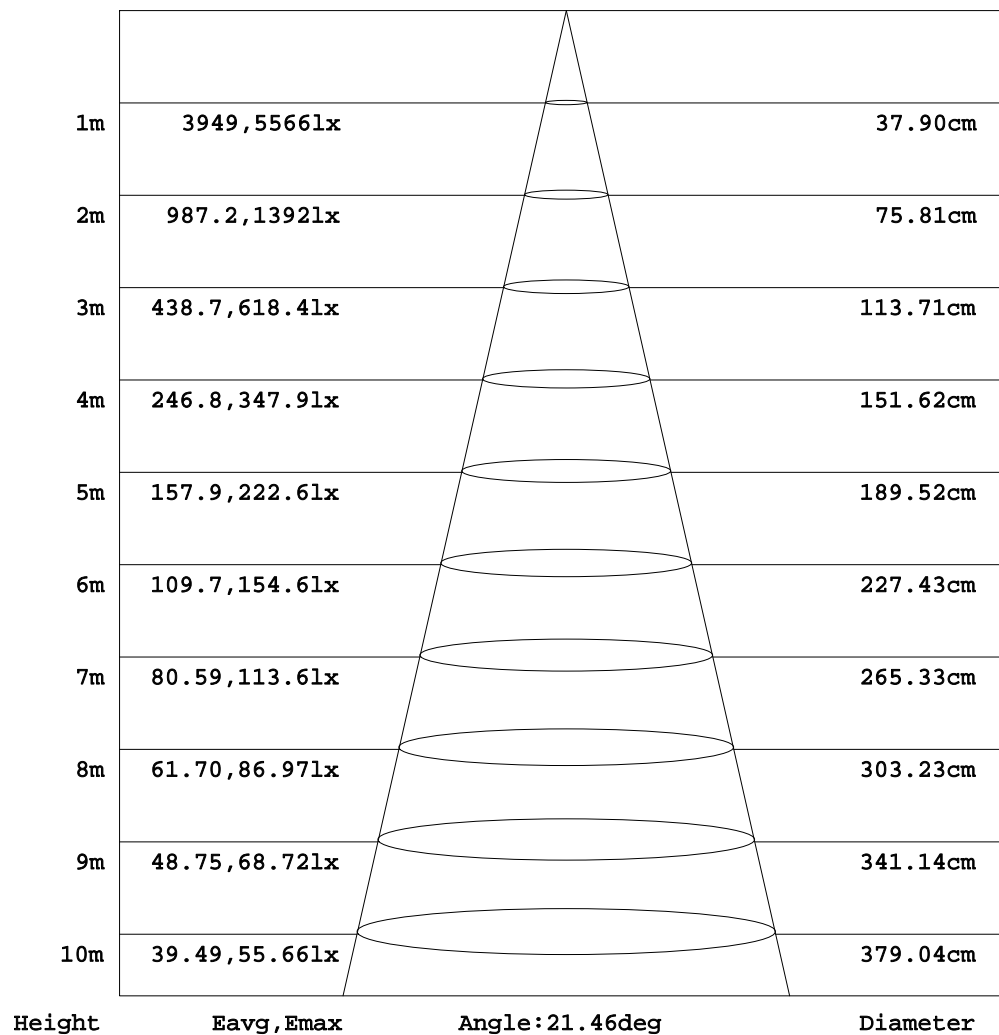 1m 3949,5566lx 37.90cm
2m 987.2,1392lx 75.81cm
3m 438.7,618.4lx 113.71cm
4m 246.8,347.9lx 151.62cm
5m 157.9,222.6lx 189.52cm
6m 109.7,154.6lx 227.43cm
7m 80.59,113.6lx 265.33cm
8m 61.70,86.97lx 303.23cm
9m 48.75,68.72lx 341.14cm
10m 39.49,55.66lx 379.04cm
Height Eavg,Emax Angle:21.46deg Diameter